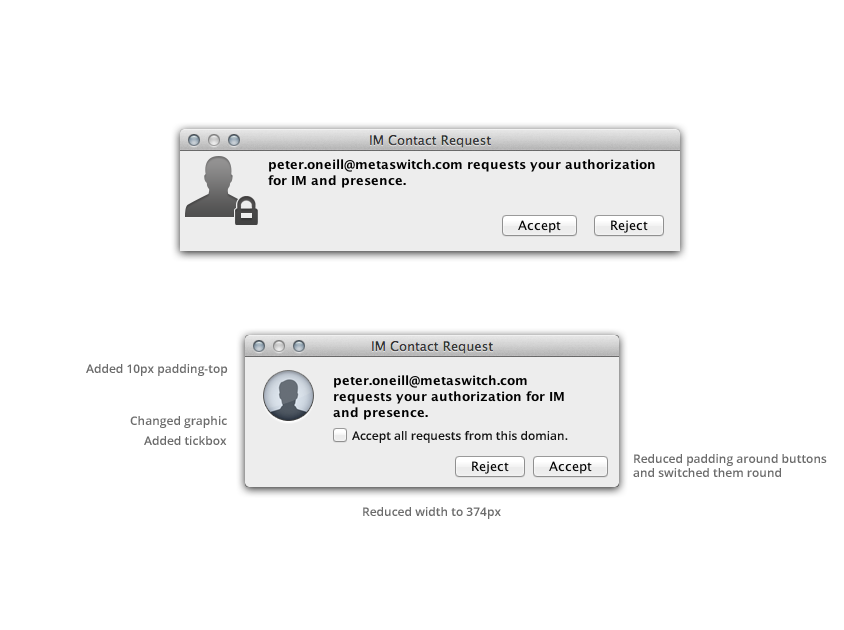 IM Contact Request
peter.oneill@metaswitch.com requests your authorization
for IM and presence.
Accept
Reject
IM Contact Request
Added 10px padding-top
peter.oneill@metaswitch.com
requests your authorization for IM
and presence.
Changed graphic
Added tickbox
Accept all requests from this domian.
Reject
Accept
Reduced padding around buttons
and switched them round
Reduced width to 374px